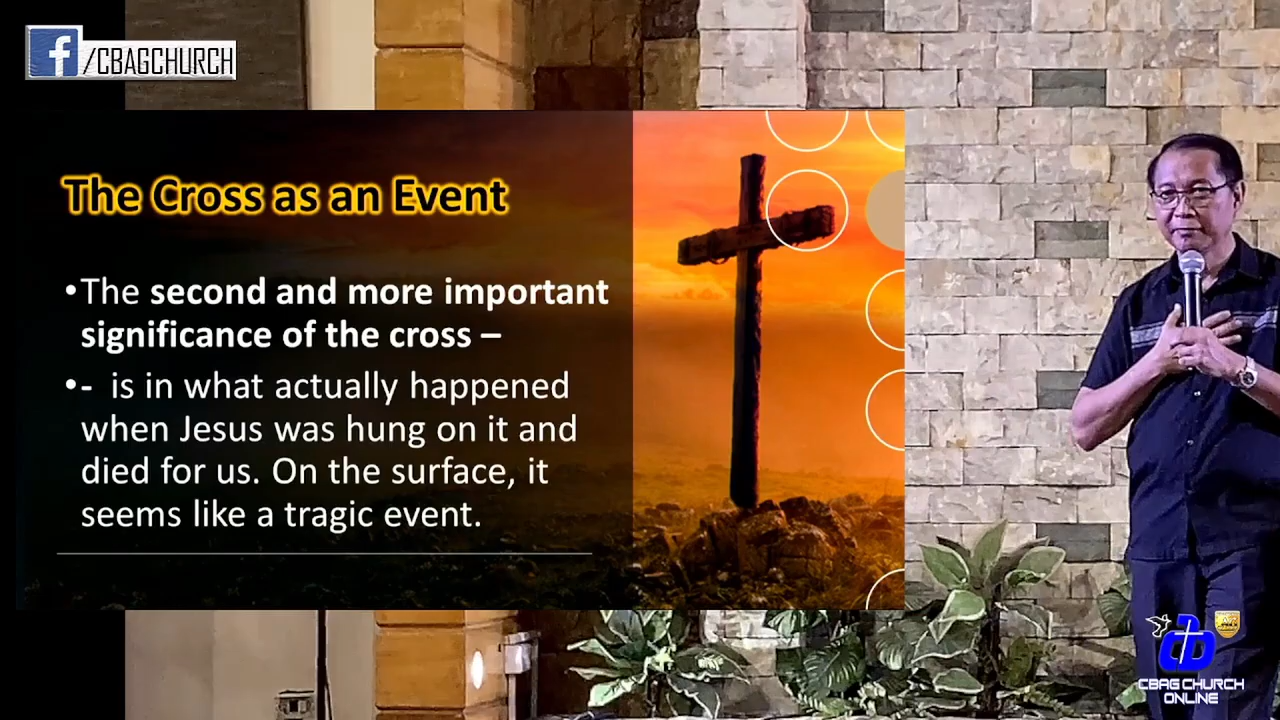 f/CBAGCHURCH
The Cross as an Event
•The second and more important
significance of the cross –
•- is in what actually happened
when Jesus was hung on it and
died for us. On the surface, it
seems like a tragic event.
CBAG CHURCH
ONLINE